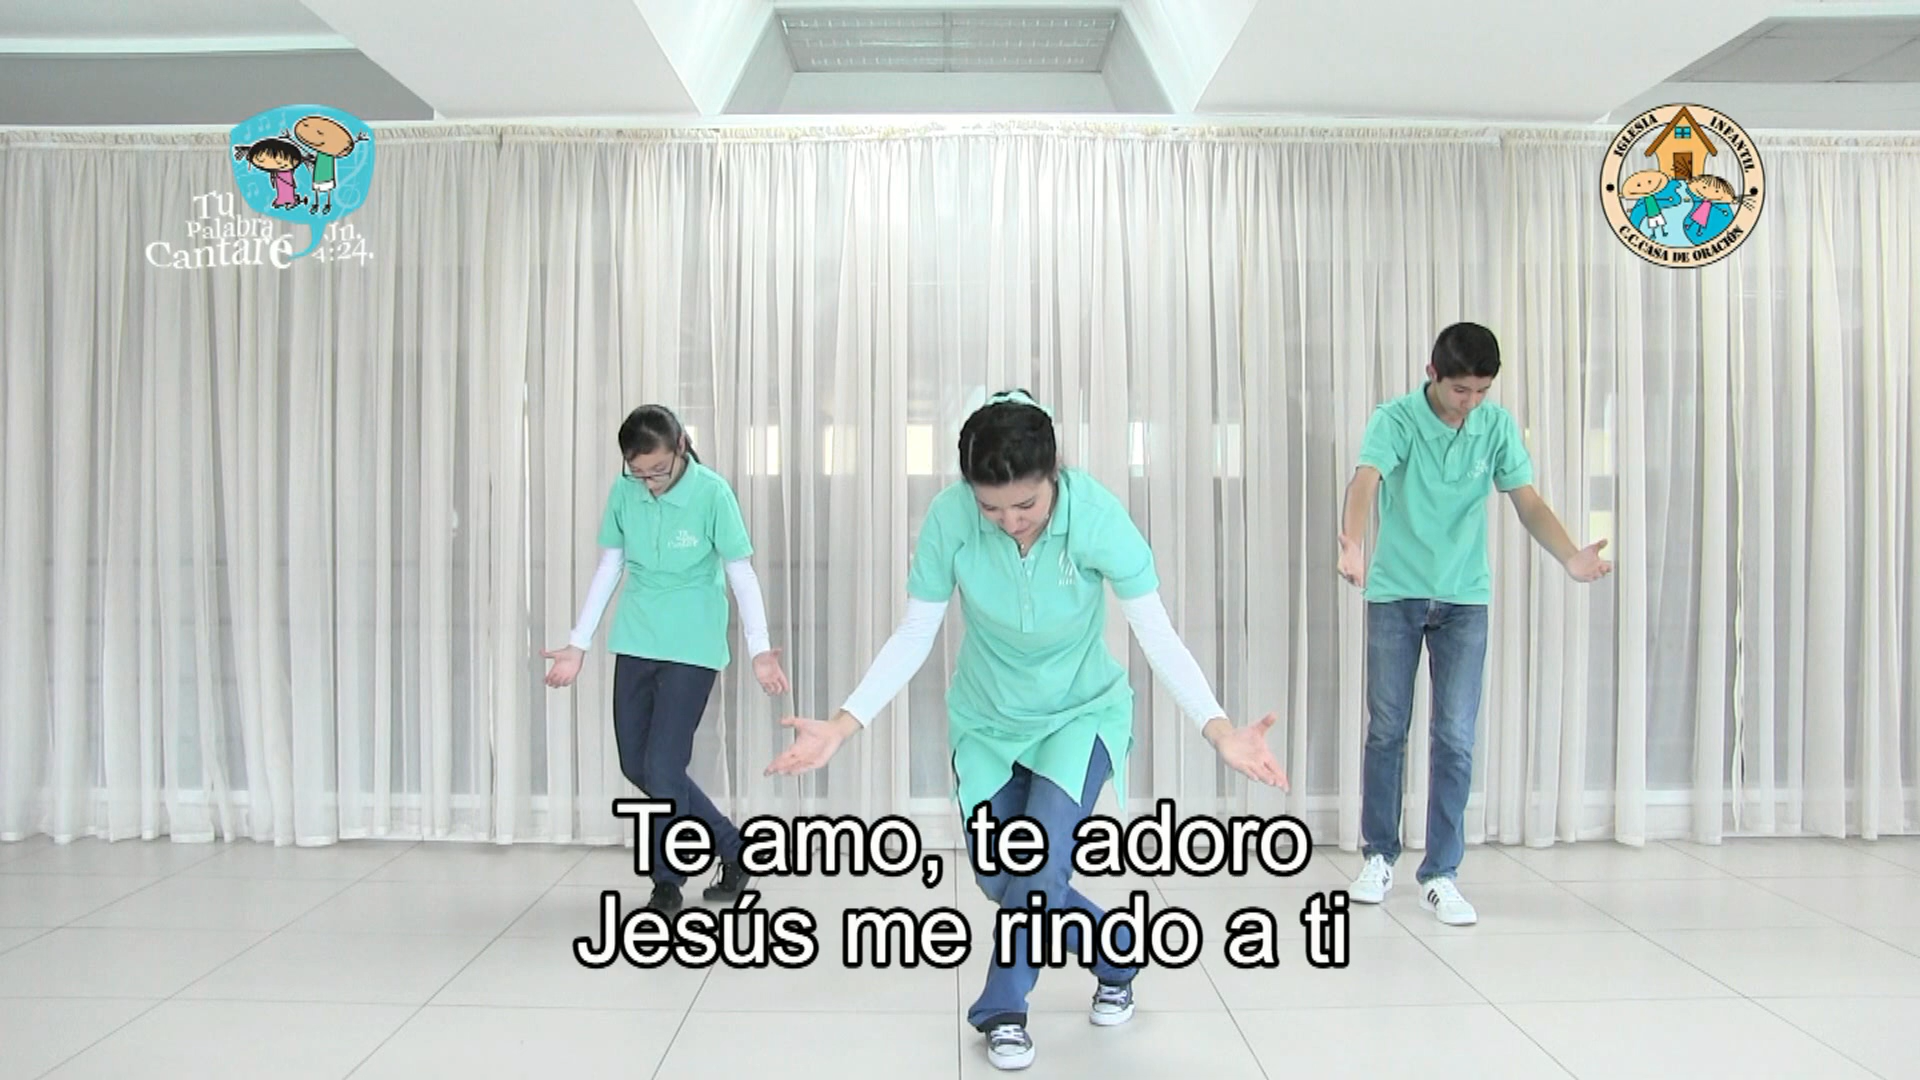 Tu
Palabra
Cantaré
Jn.
4:24.
IGLESIA INFANTIL
C.C.CASA DE ORACIÓN
Te amo, te adoro
Jesús me rindo a ti